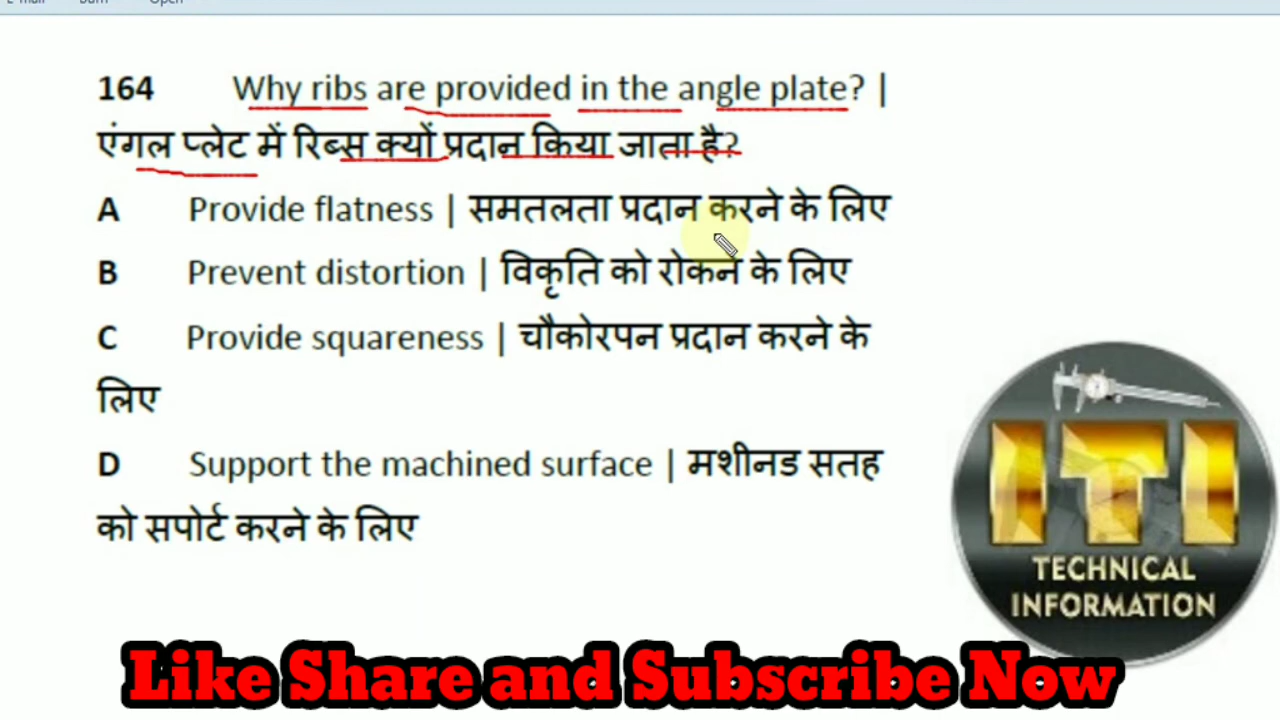 164 Why ribs are provided in the angle plate? |
एंगल प्लेट में रिब्स क्यों प्रदान किया जाता है?
A Provide flatness | समतलता प्रदान करने के लिए
B Prevent distortion | विकृति को रोकने के लिए
C Provide squareness | चौकोरपन प्रदान करने के
लिए
D Support the machined surface | मशीनड सतह
को सपोर्ट करने के लिए
ITI
TECHNICAL
INFORMATION
Like Share and Subscribe Now